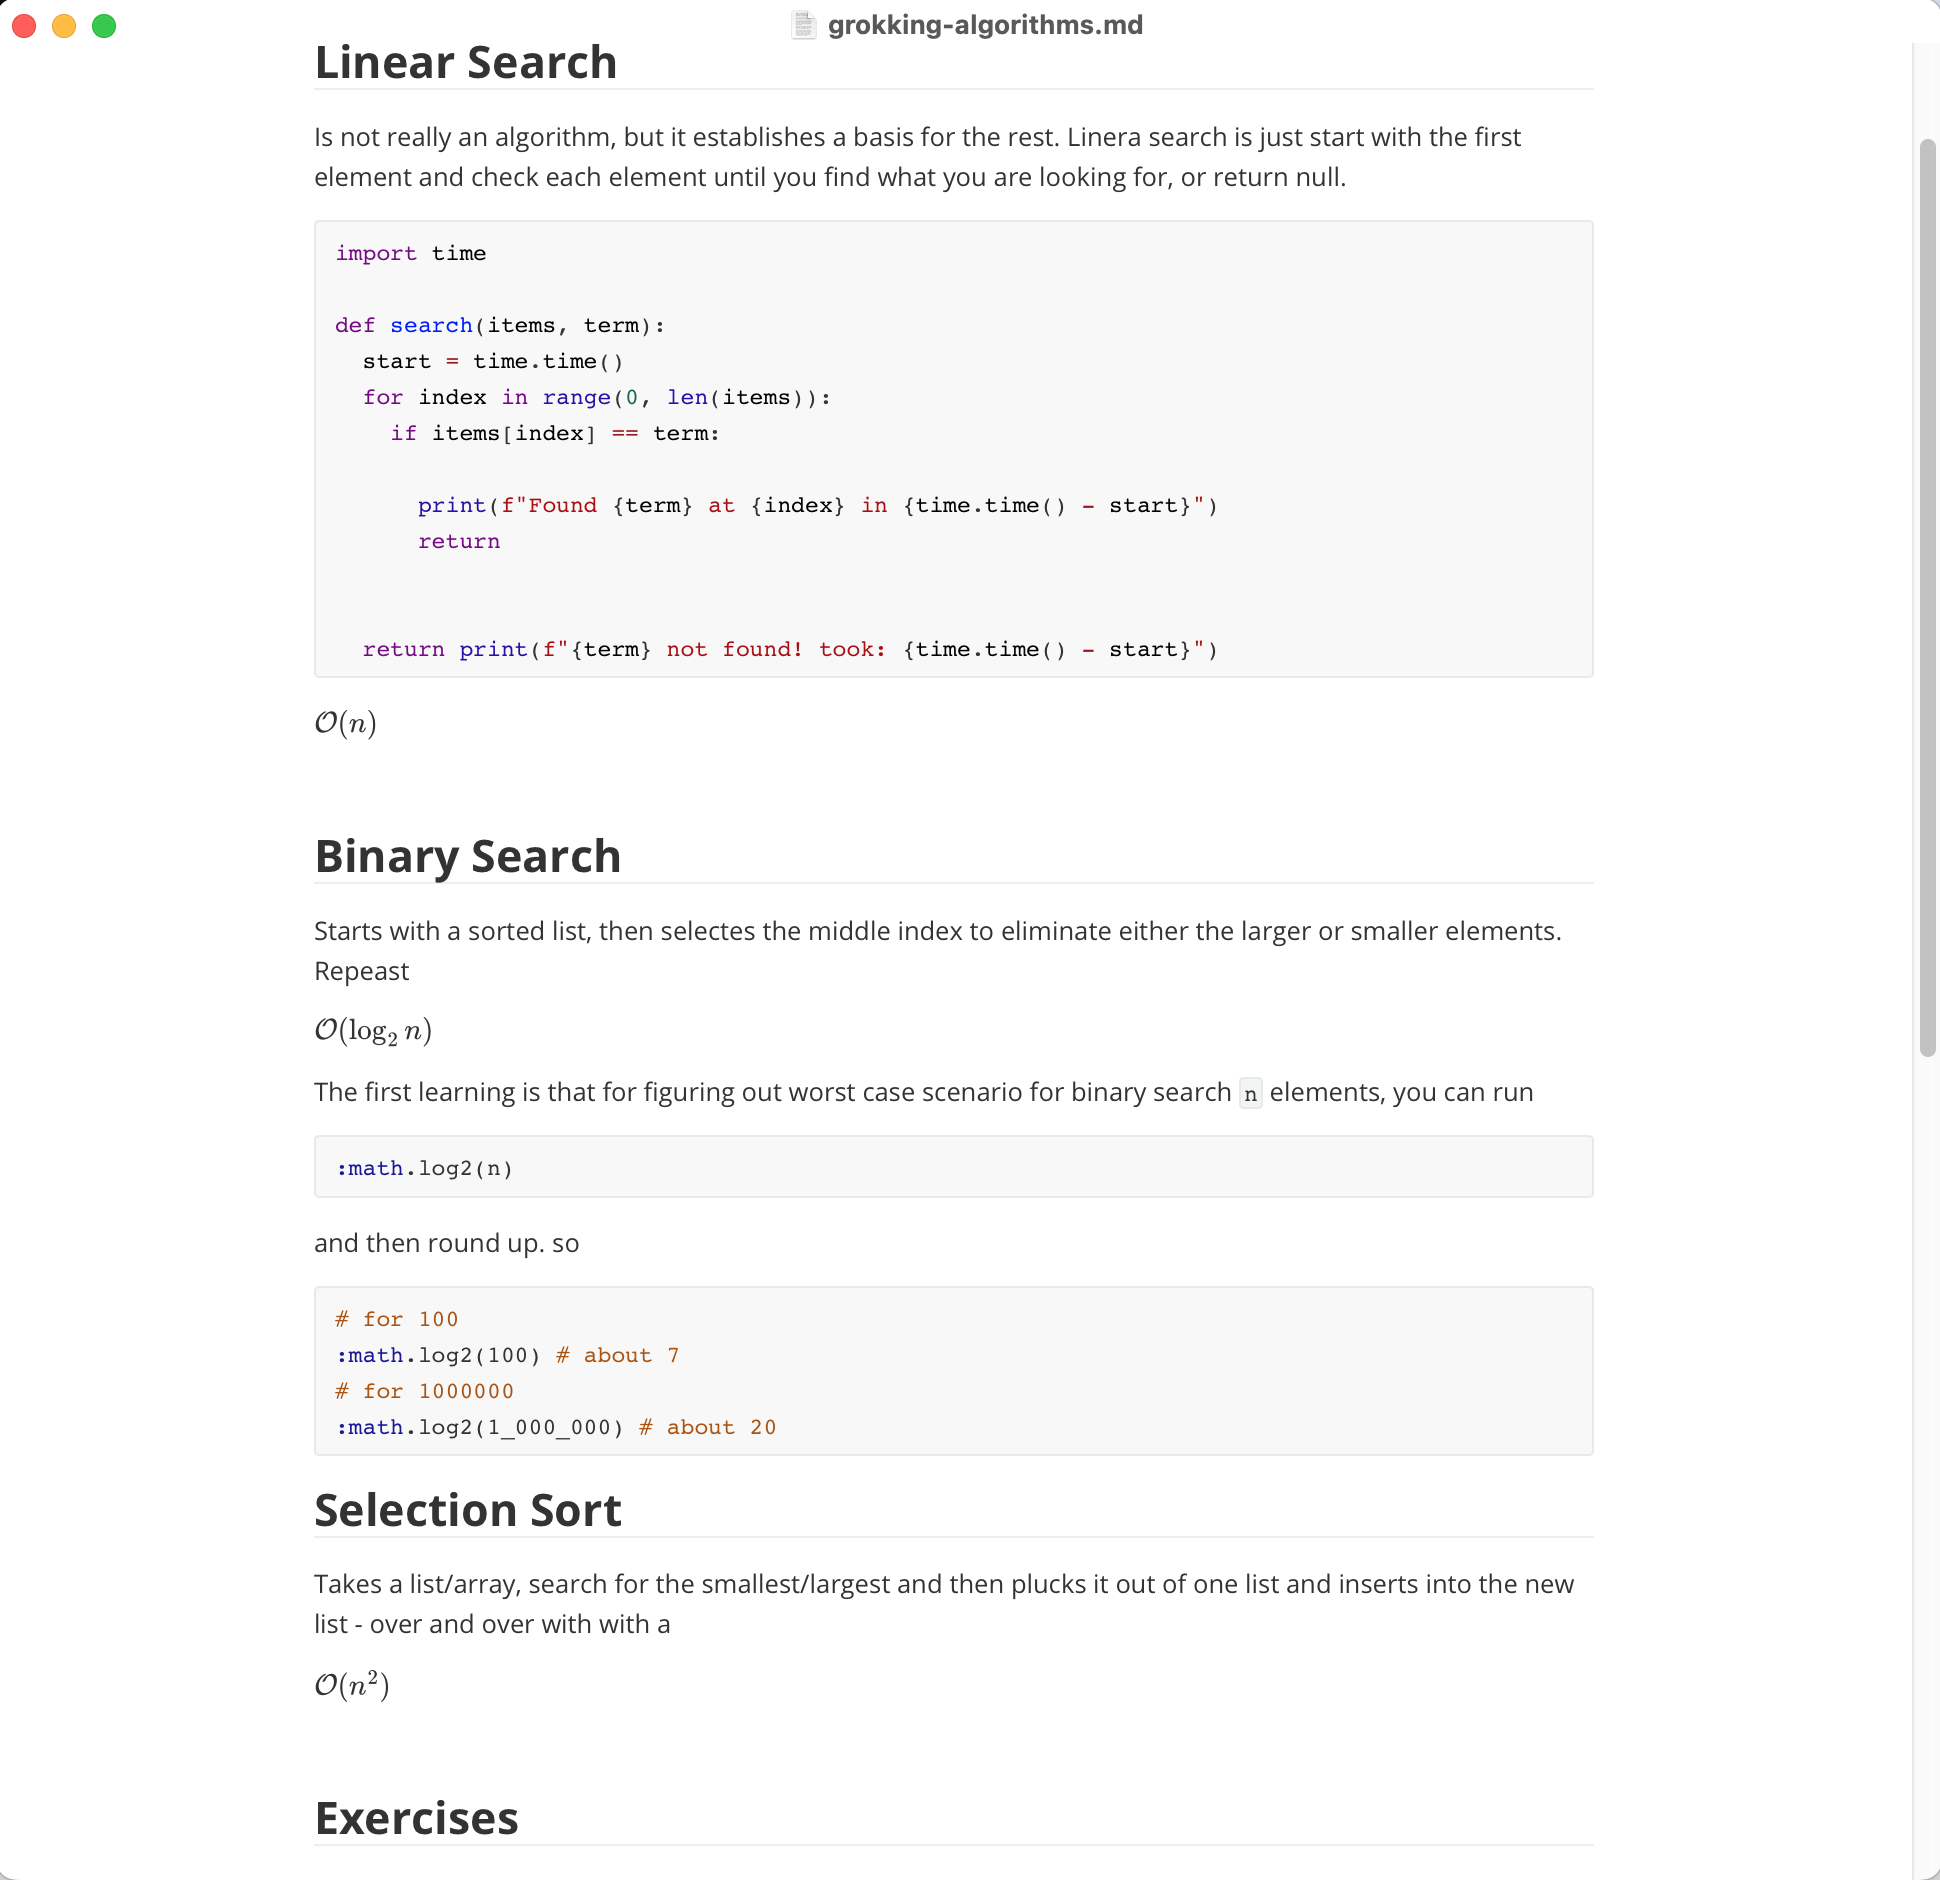 grokking-algorithms.md
Linear Search
Is not really an algorithm, but it establishes a basis for the rest. Linera search is just start with the first
element and check each element until you find what you are looking for, or return null.
import time
def search(items, term):
  start = time.time()
  for index in range(0, len(items)):
    if items[index] == term:
      print(f"Found {term} at {index} in {time.time() - start}")
      return
  return print(f"{term} not found! took: {time.time() - start}")
𝒪(n)
Binary Search
Starts with a sorted list, then selectes the middle index to eliminate either the larger or smaller elements.
Repeast
𝒪(log₂ n)
The first learning is that for figuring out worst case scenario for binary search n elements, you can run
:math.log2(n)
and then round up. so
# for 100
:math.log2(100) # about 7
# for 1000000
:math.log2(1_000_000) # about 20
Selection Sort
Takes a list/array, search for the smallest/largest and then plucks it out of one list and inserts into the new
list - over and over with with a
𝒪(n²)
Exercises